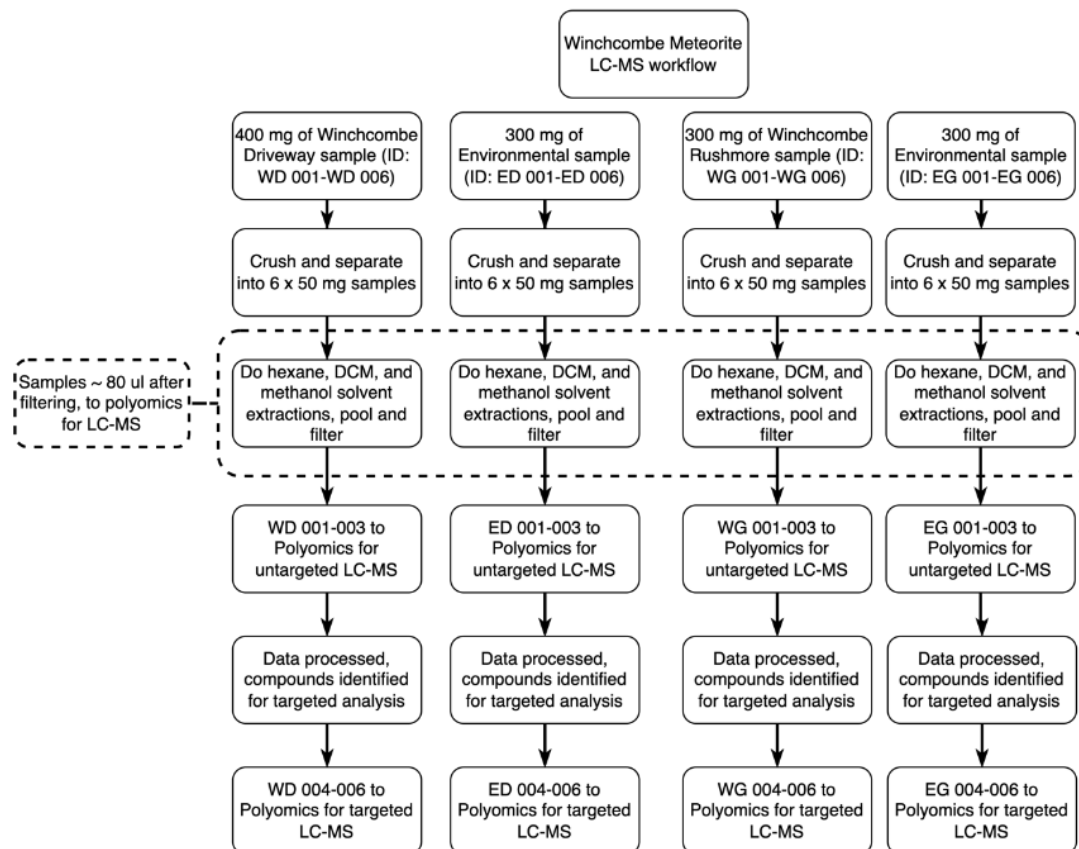 Winchcombe Meteorite
LC-MS workflow
400 mg of Winchcombe
Driveway sample (ID:
WD 001-WD 006)
300 mg of
Environmental sample
(ID: ED 001-ED 006)
300 mg of Winchcombe
Rushmore sample (ID:
WG 001-WG 006)
300 mg of
Environmental sample
(ID: EG 001-EG 006)
Crush and separate
into 6 x 50 mg samples
Crush and separate
into 6 x 50 mg samples
Crush and separate
into 6 x 50 mg samples
Crush and separate
into 6 x 50 mg samples
Samples ~ 80 ul after
filtering, to polyomics
for LC-MS
Do hexane, DCM, and
methanol solvent
extractions, pool and
filter
Do hexane, DCM, and
methanol solvent
extractions, pool and
filter
Do hexane, DCM, and
methanol solvent
extractions, pool and
filter
Do hexane, DCM, and
methanol solvent
extractions, pool and
filter
WD 001-003 to
Polyomics for
untargeted LC-MS
ED 001-003 to
Polyomics for
untargeted LC-MS
WG 001-003 to
Polyomics for
untargeted LC-MS
EG 001-003 to
Polyomics for
untargeted LC-MS
Data processed,
compounds identified
for targeted analysis
Data processed,
compounds identified
for targeted analysis
Data processed,
compounds identified
for targeted analysis
Data processed,
compounds identified
for targeted analysis
WD 004-006 to
Polyomics for targeted
LC-MS
ED 004-006 to
Polyomics for targeted
LC-MS
WG 004-006 to
Polyomics for targeted
LC-MS
EG 004-006 to
Polyomics for targeted
LC-MS